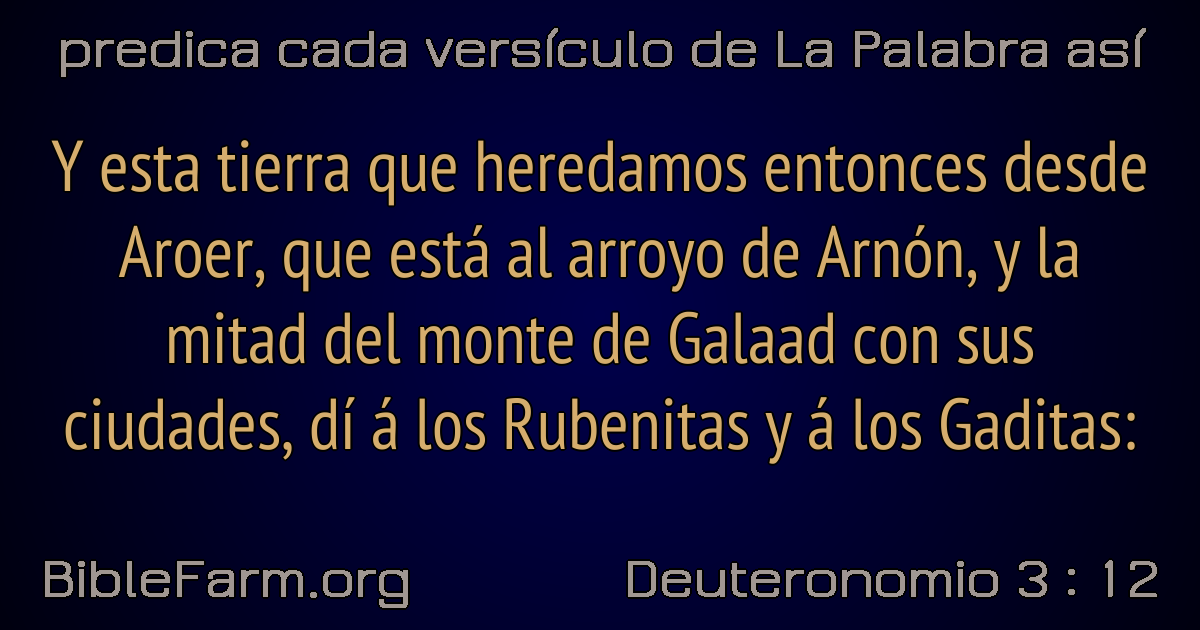 predica cada versículo de La Palabra así
Y esta tierra que heredamos entonces desde
Aroer, que está al arroyo de Arnón, y la
mitad del monte de Galaad con sus
ciudades, dí á los Rubenitas y á los Gaditas:
BibleFarm.org
Deuteronomio 3 : 12